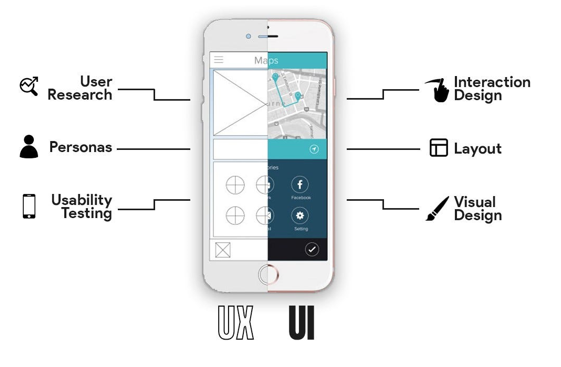 User
Research
Personas
Usability
Testing
Maps
Facebook
Setting
Interaction
Design
Layout
Visual
Design
UX UI